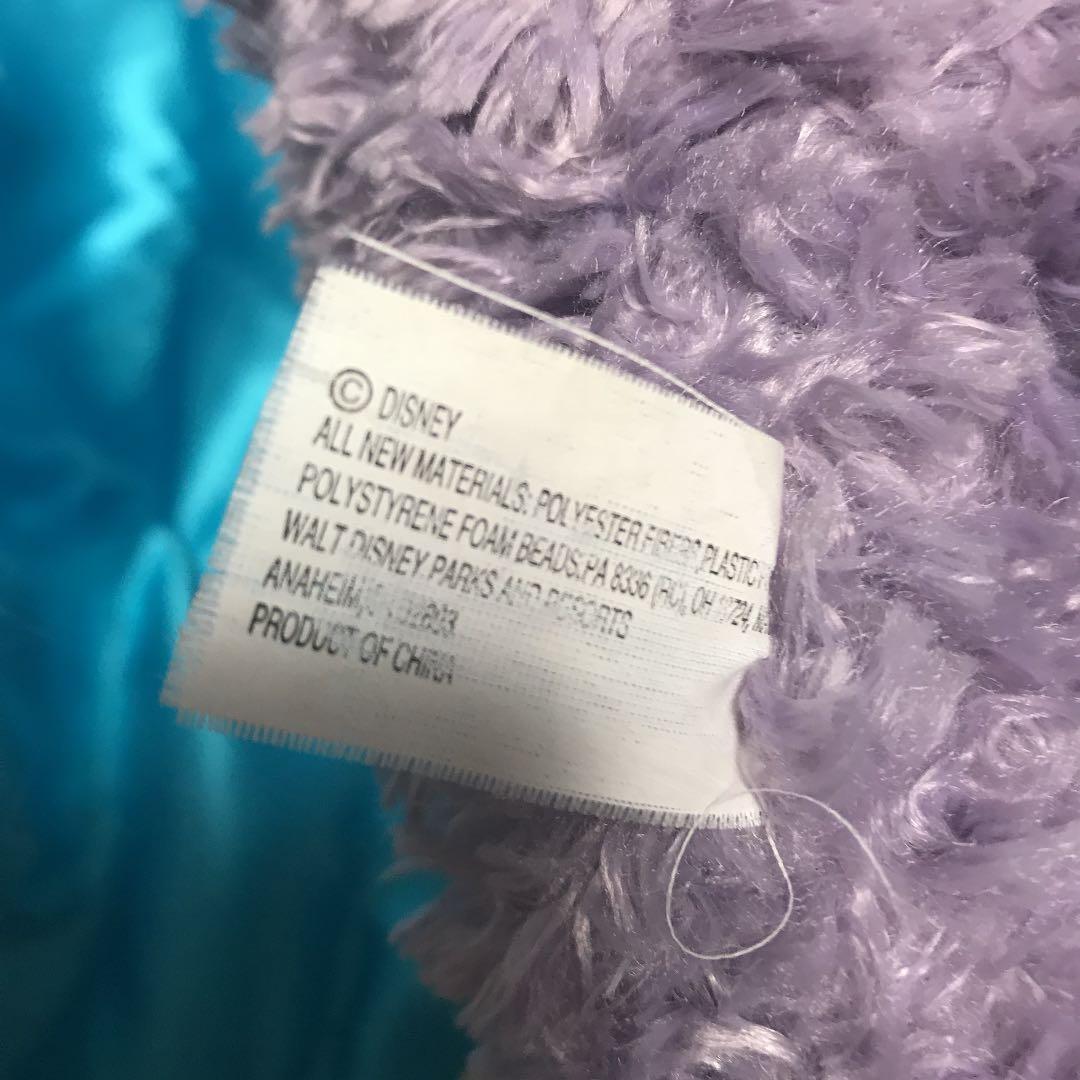 © DISNEY
ALL NEW MATERIALS: POLYESTER FIBERS PLASTIC
POLYSTYRENE FOAM BEADS:PA 8336 (RC), OH
WALT DISNEY PARKS AND RESORTS
ANAHEIM,
PRODUCT OF CHINA